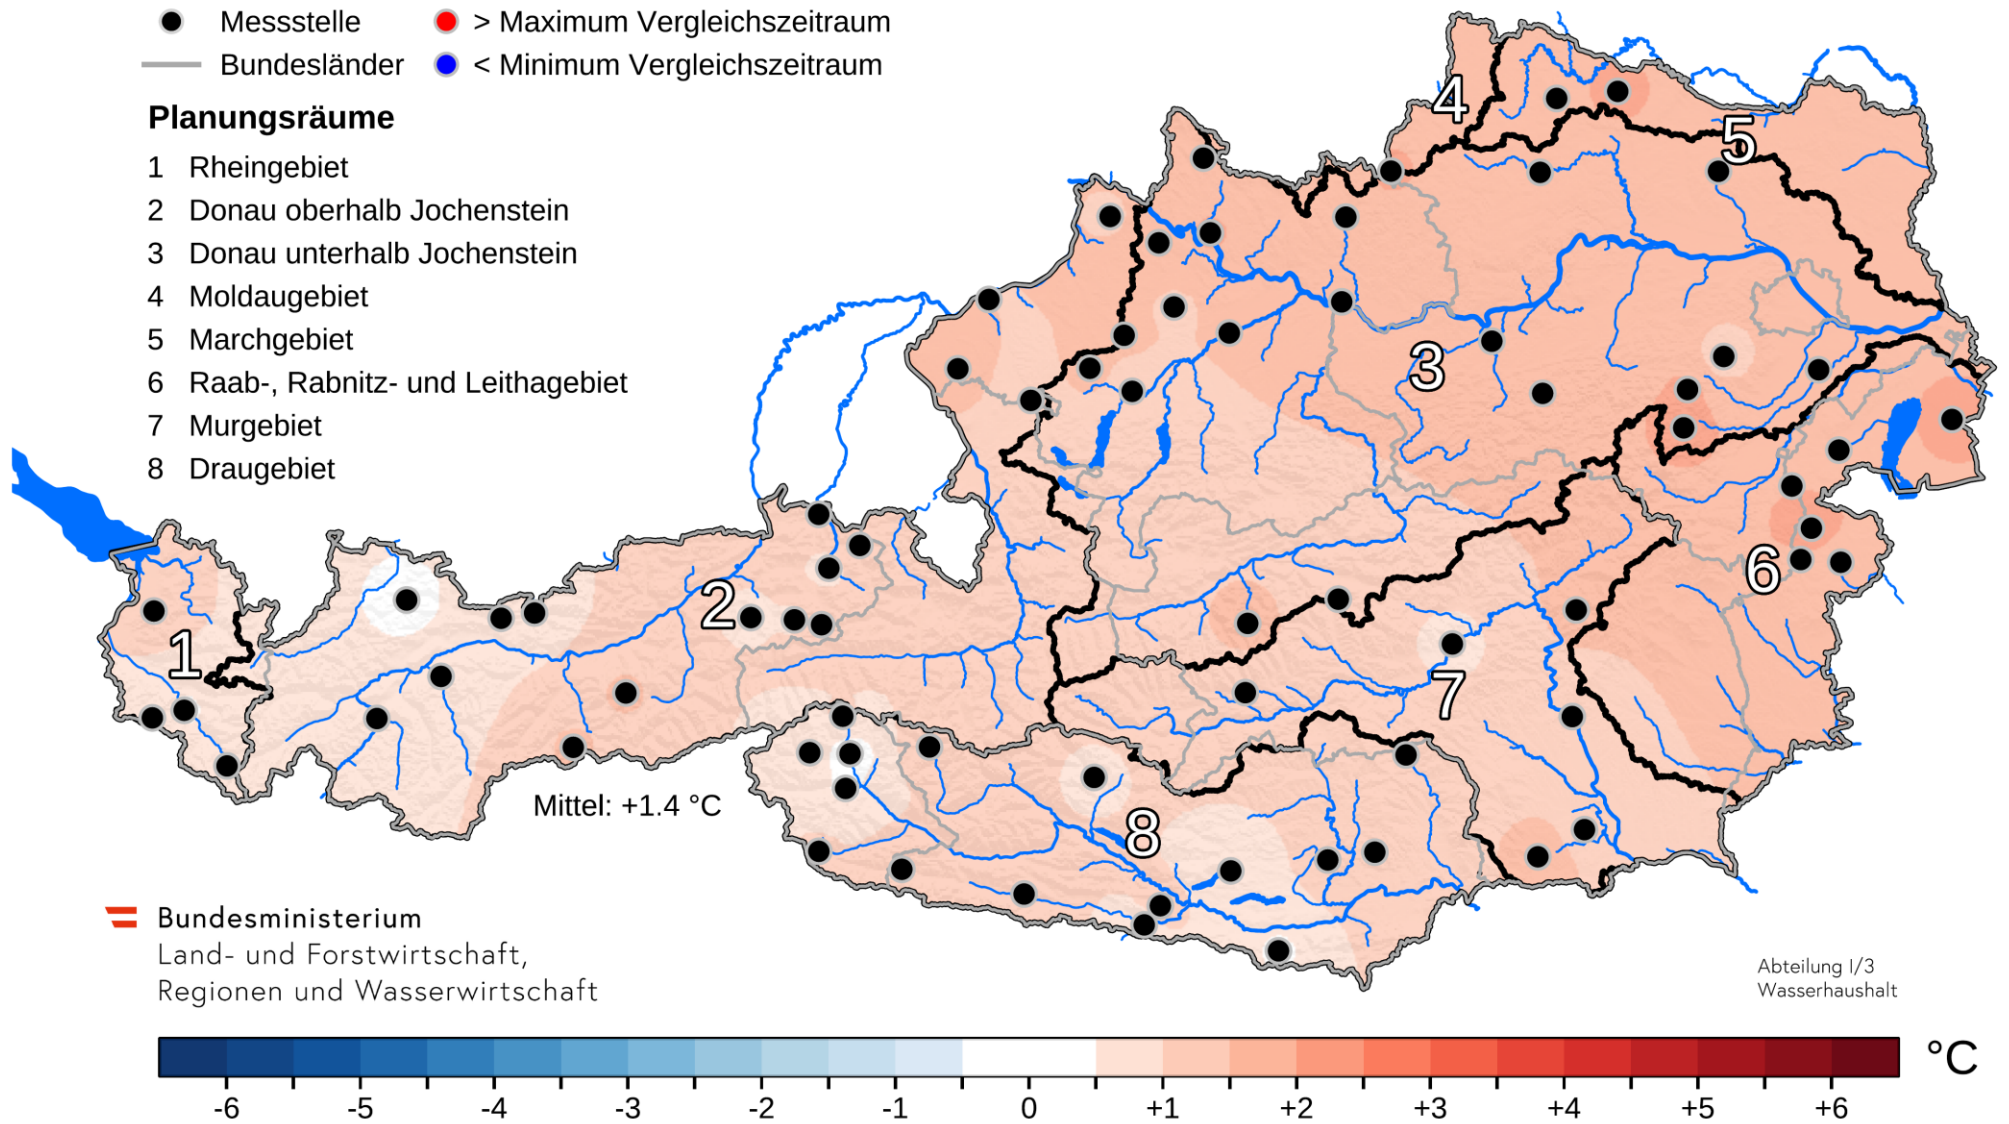 Messstelle
> Maximum Vergleichszeitraum
Bundesländer
< Minimum Vergleichszeitraum
Planungsräume
1 Rheingebiet
2 Donau oberhalb Jochenstein
3 Donau unterhalb Jochenstein
4 Moldaugebiet
5 Marchgebiet
6 Raab-, Rabnitz- und Leithagebiet
7 Murgebiet
8 Draugebiet
4
5
3
6
2
1
7
8
Mittel: +1.4 °C
Bundesministerium
Land- und Forstwirtschaft,
Regionen und Wasserwirtschaft
Abteilung I/3
Wasserhaushalt
°C
-6 -5 -4 -3 -2 -1 0 +1 +2 +3 +4 +5 +6